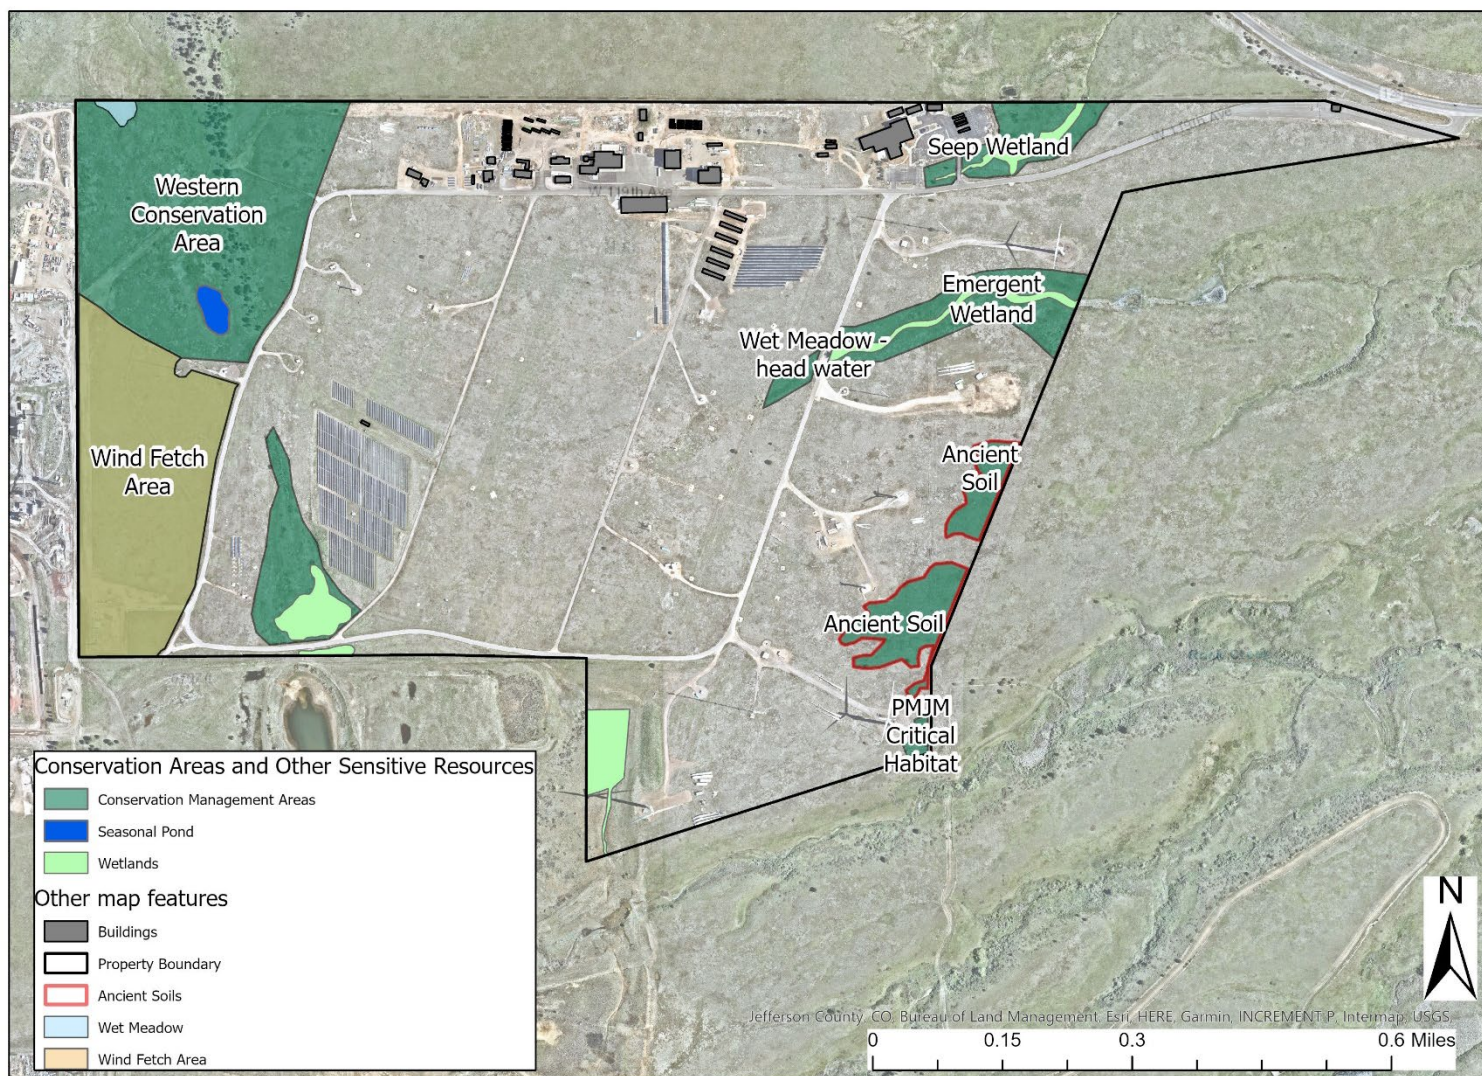 Western
Conservation
Area
W 119th Ave
Seep Wetland
Emergent
Wetland
Wet Meadow -
head water
Wind Fetch
Area
Ancient
Soil
Ancient Soil
PMJM
Critical
Habitat
Conservation Areas and Other Sensitive Resources
Conservation Management Areas
Seasonal Pond
Wetlands
Other map features
Buildings
Property Boundary
Ancient Soils
Wet Meadow
Wind Fetch Area
N
Jefferson County, CO, Bureau of Land Management, Esri, HERE, Garmin, INCREMENT P, Intermap, USGS,
0 0.15 0.3 0.6 Miles